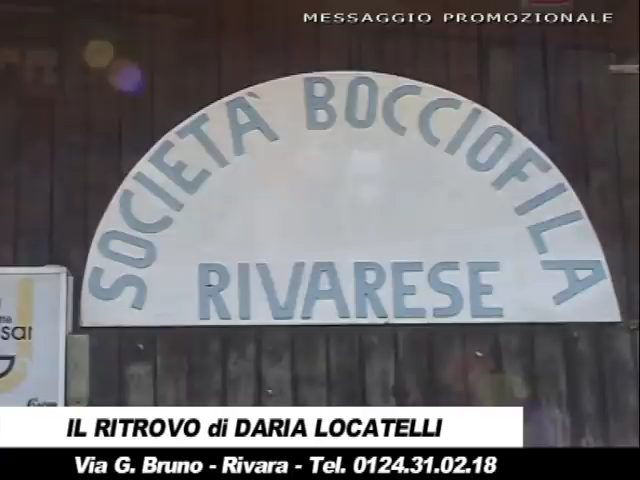 MESSAGGIO PROMOZIONALE
SOCIETÀ BOCCIOFILA
RIVARESE
IL RITROVO di DARIA LOCATELLI
Via G. Bruno - Rivara - Tel. 0124.31.02.18